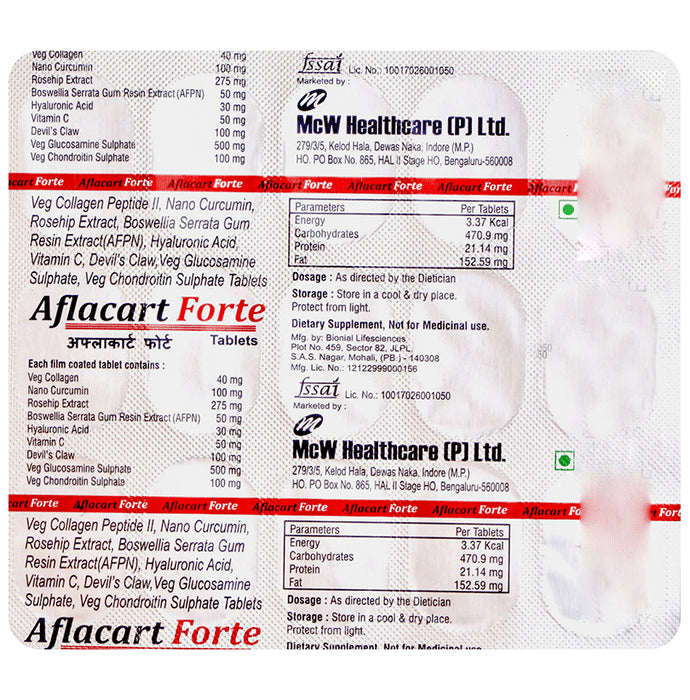 Veg Collagen 40 mg
Nano Curcumin 100 mg
Rosehip Extract 275 mg
Boswellia Serrata Gum Resin Extract (AFPN) 50 mg
Hyaluronic Acid 30 mg
Vitamin C 50 mg
Devil's Claw 100 mg
Veg Glucosamine Sulphate 500 mg
Veg Chondroitin Sulphate 100 mg
fssai Lic. No.: 10017026001050
Marketed by :
McW Healthcare (P) Ltd.
279/3/5, Kelod Hala, Dewas Naka, Indore (M.P.)
HO. PO Box No. 865, HAL II Stage HO, Bengaluru-560008
acart Forte Aflacart Forte Aflacart Forte Aflacart Forte Aflacart Forte Aflacart Forte Aflacart Forte
Veg Collagen Peptide II, Nano Curcumin,
Rosehip Extract, Boswellia Serrata Gum
Resin Extract(AFPN), Hyaluronic Acid,
Vitamin C, Devil's Claw,Veg Glucosamine
Sulphate, Veg Chondroitin Sulphate Tablets
Aflacart Forte
अफ्लाकार्ट फोर्ट Tablets
Each film coated tablet contains :
Veg Collagen 40 mg
Nano Curcumin 100 mg
Rosehip Extract 275 mg
Boswellia Serrata Gum Resin Extract (AFPN) 50 mg
Hyaluronic Acid 30 mg
Vitamin C 50 mg
Devil's Claw 100 mg
Veg Glucosamine Sulphate 500 mg
Veg Chondroitin Sulphate 100 mg
Parameters Per Tablets
Energy 3.37 Kcal
Carbohydrates 470.9 mg
Protein 21.14 mg
Fat 152.59 mg
Dosage : As directed by the Dietician
Storage : Store in a cool & dry place.
Protect from light.
Dietary Supplement, Not for Medicinal use.
Mfg. by: Bionial Lifesciences
Plot No. 459, Sector 82, JLPL,
S.A.S. Nagar, Mohali, (PB ) - 140308
Mfg. Lic. No.: 12122999000156
fssai Lic. No.: 10017026001050
Marketed by :
McW Healthcare (P) Ltd.
279/3/5, Kelod Hala, Dewas Naka, Indore (M.P.)
HO. PO Box No. 865, HAL II Stage HO, Bengaluru-560008
acart Forte Aflacart Forte Aflacart Forte Aflacart Forte Aflacart Forte Aflacart Forte Aflacart Fo Fort
Veg Collagen Peptide II, Nano Curcumin,
Rosehip Extract, Boswellia Serrata Gum
Resin Extract(AFPN), Hyaluronic Acid,
Vitamin C, Devil's Claw,Veg Glucosamine
Sulphate, Veg Chondroitin Sulphate Tablets
Aflacart Forte
Parameters Per Tablets
Energy 3.37 Kcal
Carbohydrates 470.9 mg
Protein 21.14 mg
Fat 152.59 mg
Dosage : As directed by the Dietician
Storage : Store in a cool & dry place.
Protect from light.
Dietary Supplement, Not for Medicinal use.